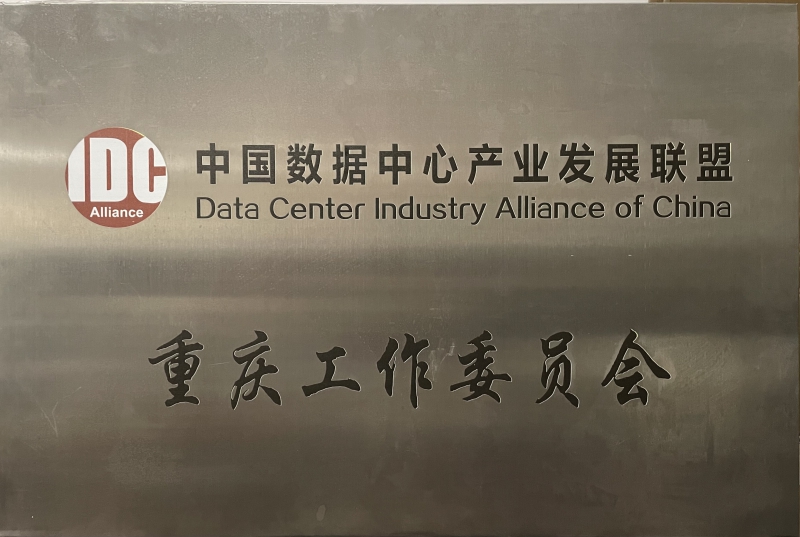 IDC
Alliance
中国数据中心产业发展联盟
Data Center Industry Alliance of China
重庆工作委员会